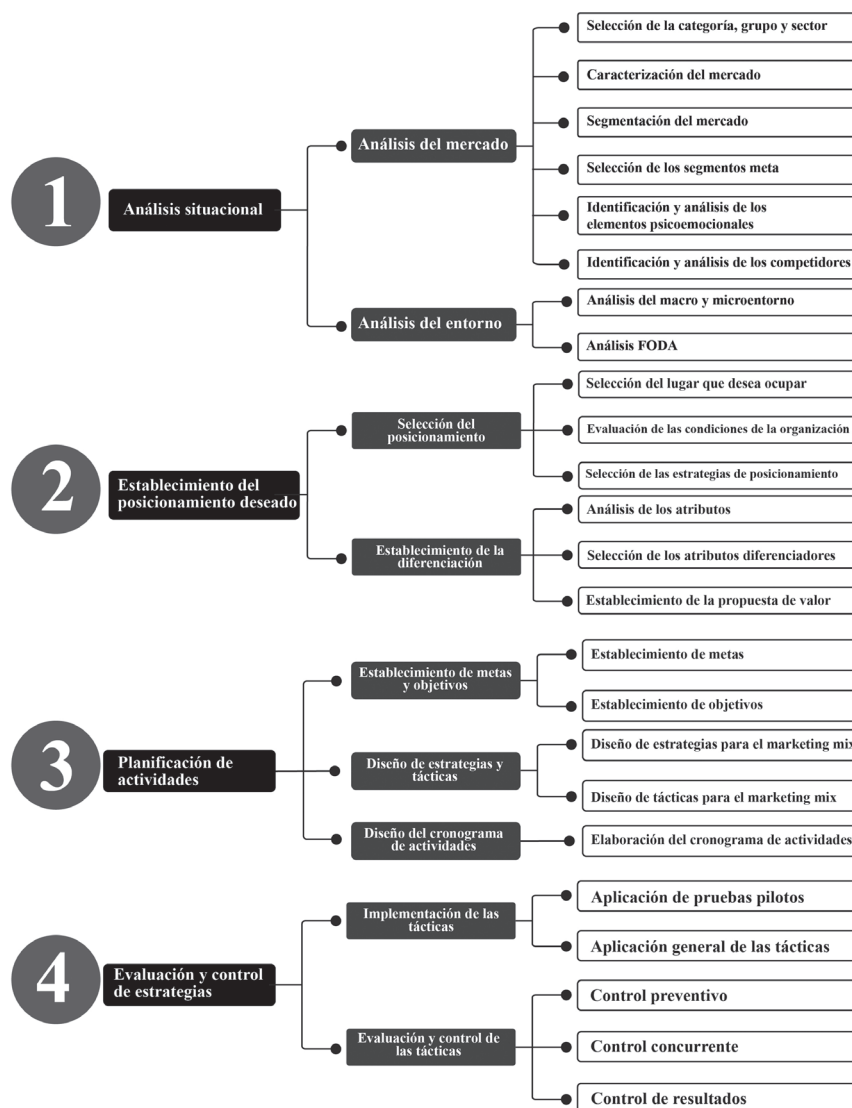 1
Análisis situacional
Análisis del mercado
Selección de la categoría, grupo y sector
Caracterización del mercado
Segmentación del mercado
Selección de los segmentos meta
Identificación y análisis de los
elementos psicoemocionales
Identificación y análisis de los competidores
Análisis del entorno
Análisis del macro y microentorno
Análisis FODA
2
Establecimiento del
posicionamiento deseado
Selección del
posicionamiento
Selección del lugar que desea ocupar
Evaluación de las condiciones de la organización
Selección de las estrategias de posicionamiento
Establecimiento de la
diferenciación
Análisis de los atributos
Selección de los atributos diferenciadores
Establecimiento de la propuesta de valor
3
Planificación de
actividades
Establecimiento de metas
y objetivos
Establecimiento de metas
Establecimiento de objetivos
Diseño de estrategias y
tácticas
Diseño de estrategias para el marketing mix
Diseño de tácticas para el marketing mix
Diseño del cronograma
de actividades
Elaboración del cronograma de actividades
4
Evaluación y control
de estrategias
Implementación de las
tácticas
Aplicación de pruebas pilotos
Aplicación general de las tácticas
Evaluación y control de
las tácticas
Control preventivo
Control concurrente
Control de resultados